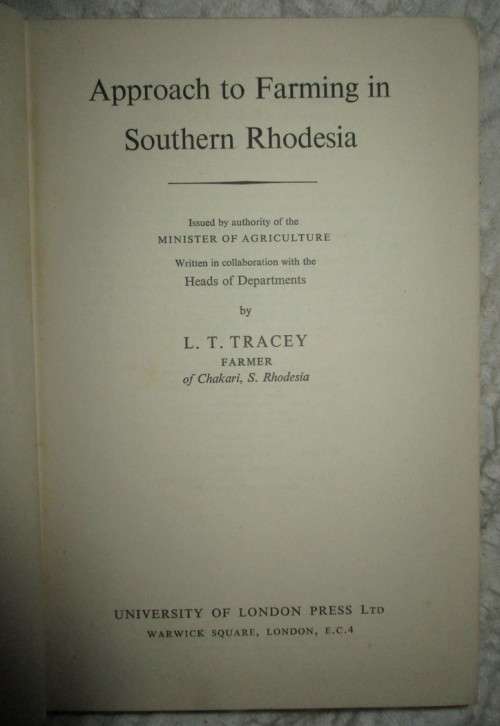 Approach to Farming in
Southern Rhodesia
Issued by authority of the
MINISTER OF AGRICULTURE
Written in collaboration with the
Heads of Departments
by
L. T. TRACEY
FARMER
of Chakari, S. Rhodesia
UNIVERSITY OF LONDON PRESS LTD
WARWICK SQUARE, LONDON, E.C.4